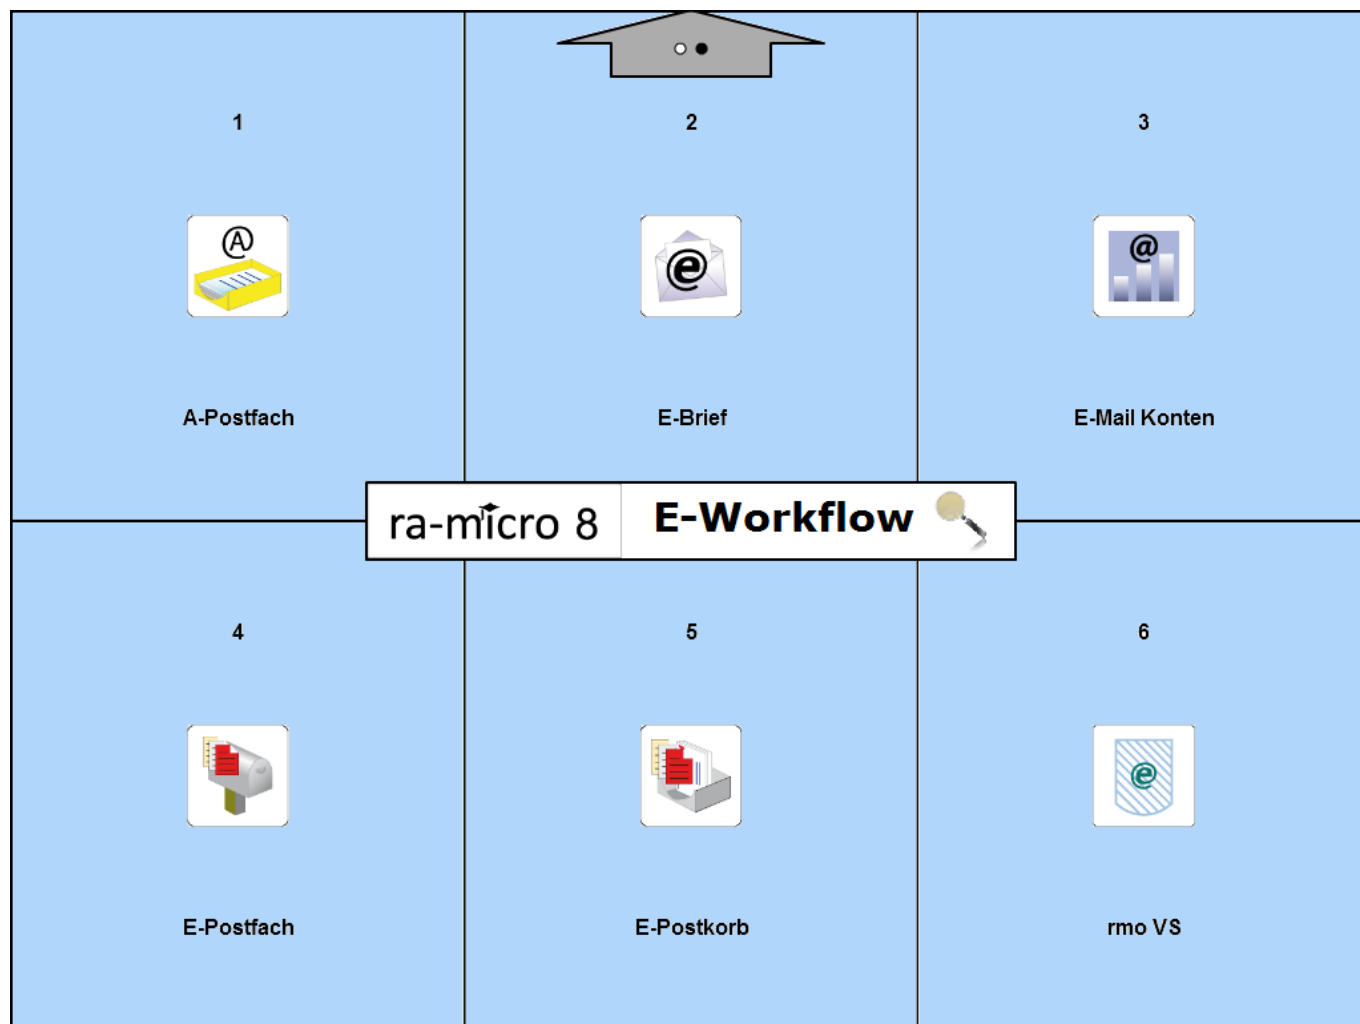 1
2
3
@
e
@
A-Postfach
E-Brief
E-Mail Konten
ra-micro 8
E-Workflow
4
5
6
e
E-Postfach
E-Postkorb
rmo VS